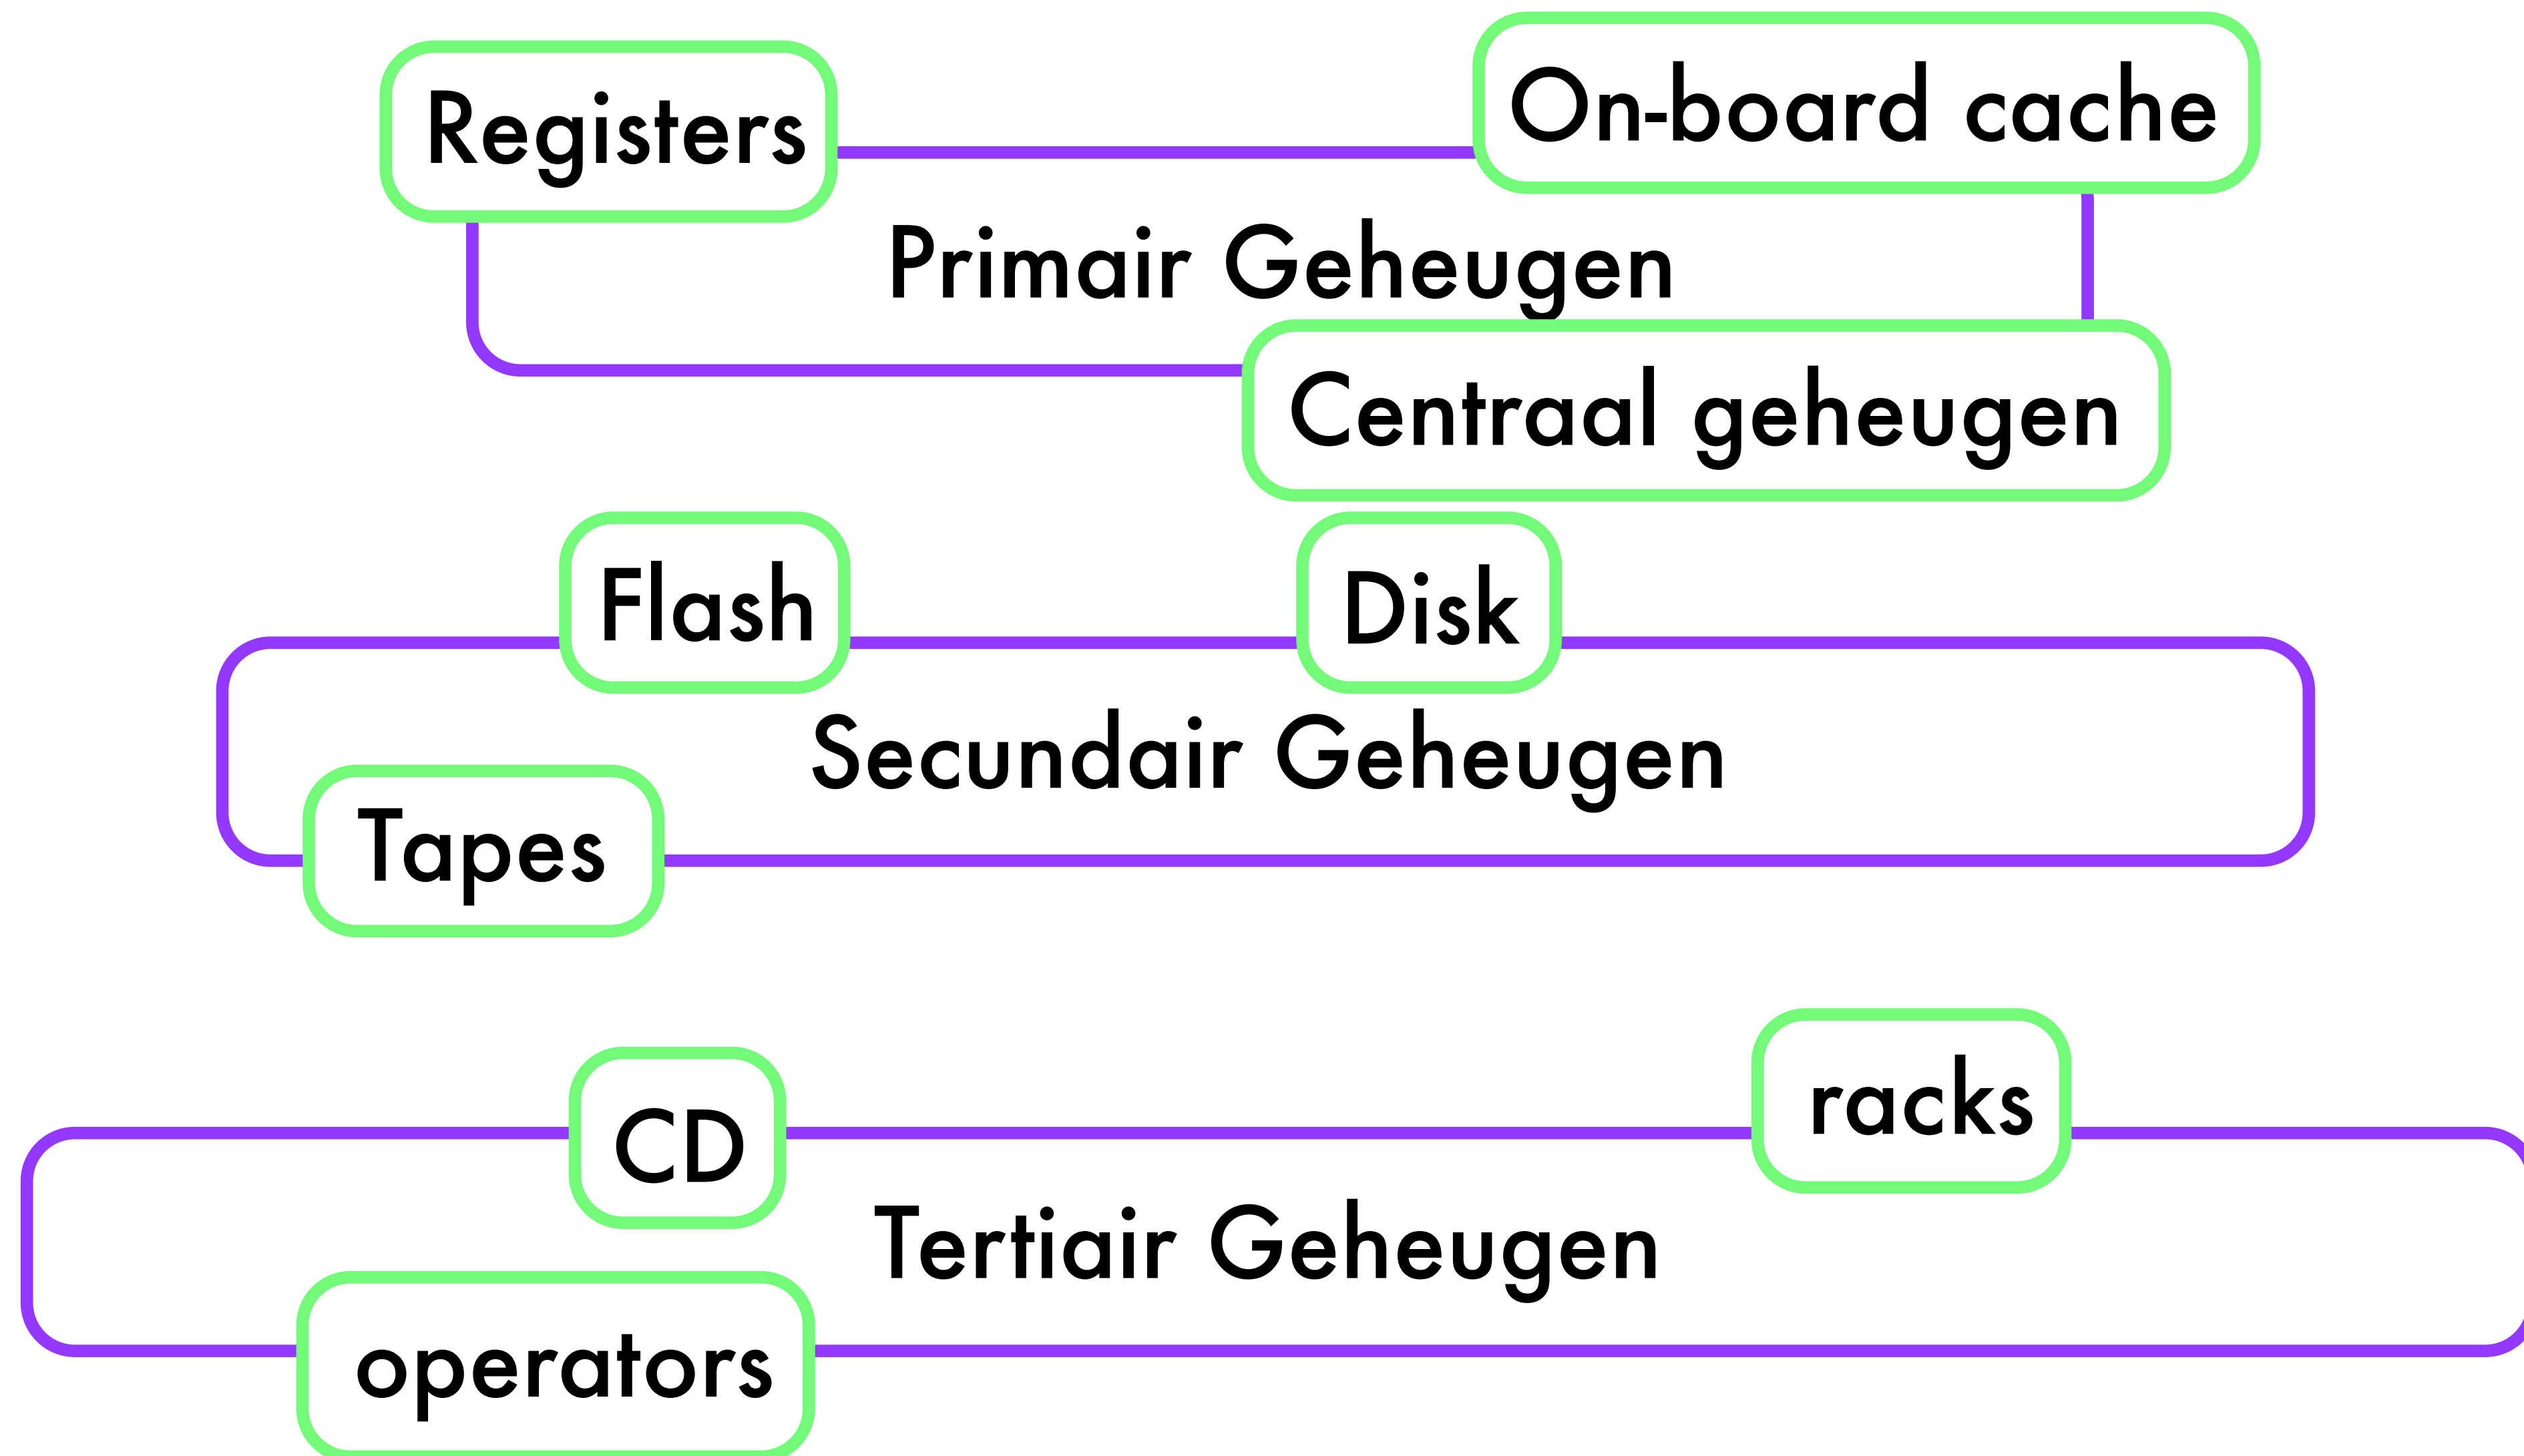 Registers
On-board cache
Primair Geheugen
Centraal geheugen
Flash
Disk
Secundair Geheugen
Tapes
CD
racks
Tertiair Geheugen
operators